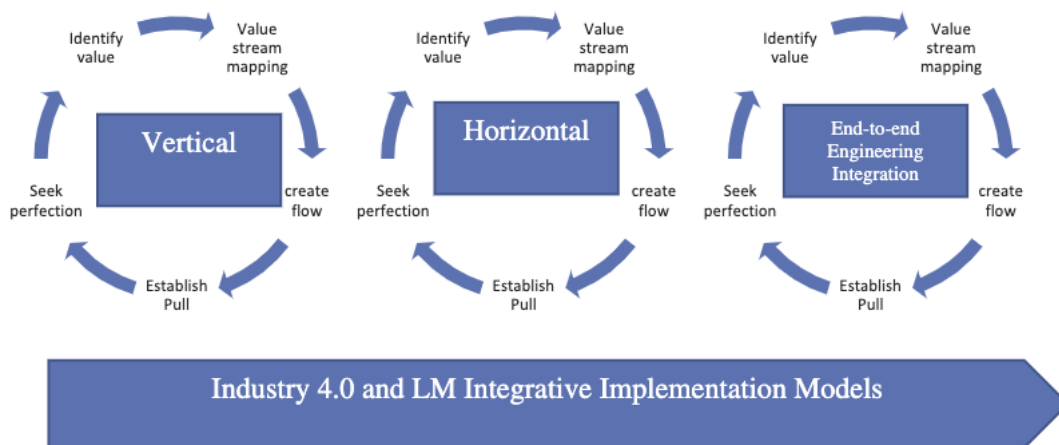 Identify
value
Value
stream
mapping
Vertical
Seek
perfection
create
flow
Establish
Pull
Identify
value
Value
stream
mapping
Horizontal
Seek
perfection
create
flow
Establish
Pull
Identify
value
Value
stream
mapping
End-to-end
Engineering
Integration
Seek
perfection
create
flow
Establish
Pull
Industry 4.0 and LM Integrative Implementation Models